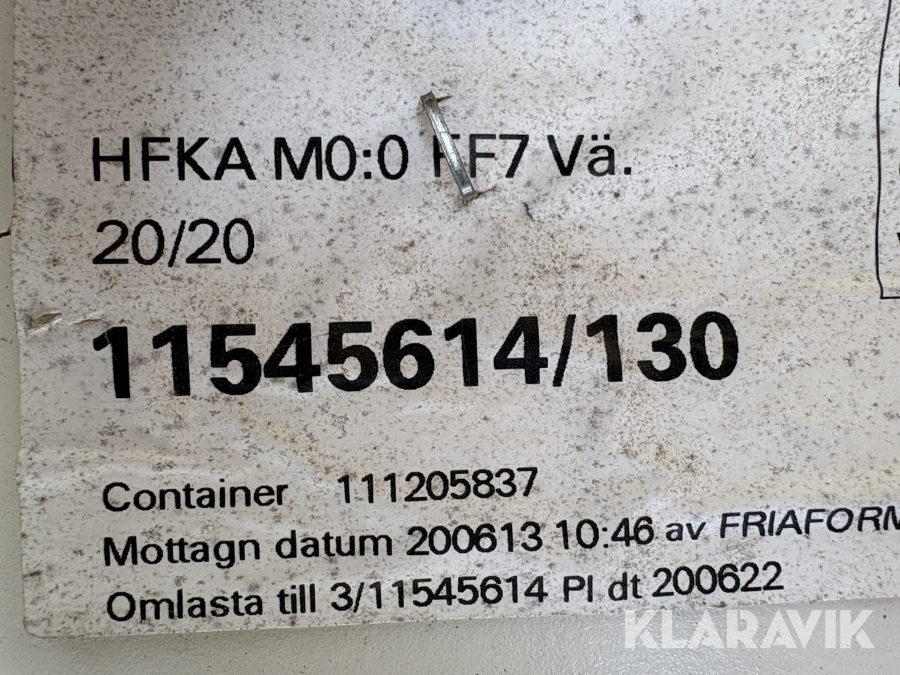 HFKA M0:0 FF7 Vä.
20/20
11545614/130
Container 111205837
Mottagn datum 200613 10:46 av FRIAFORM
Omlasta till 3/11545614 Pl dt 200622
KLARAVIK